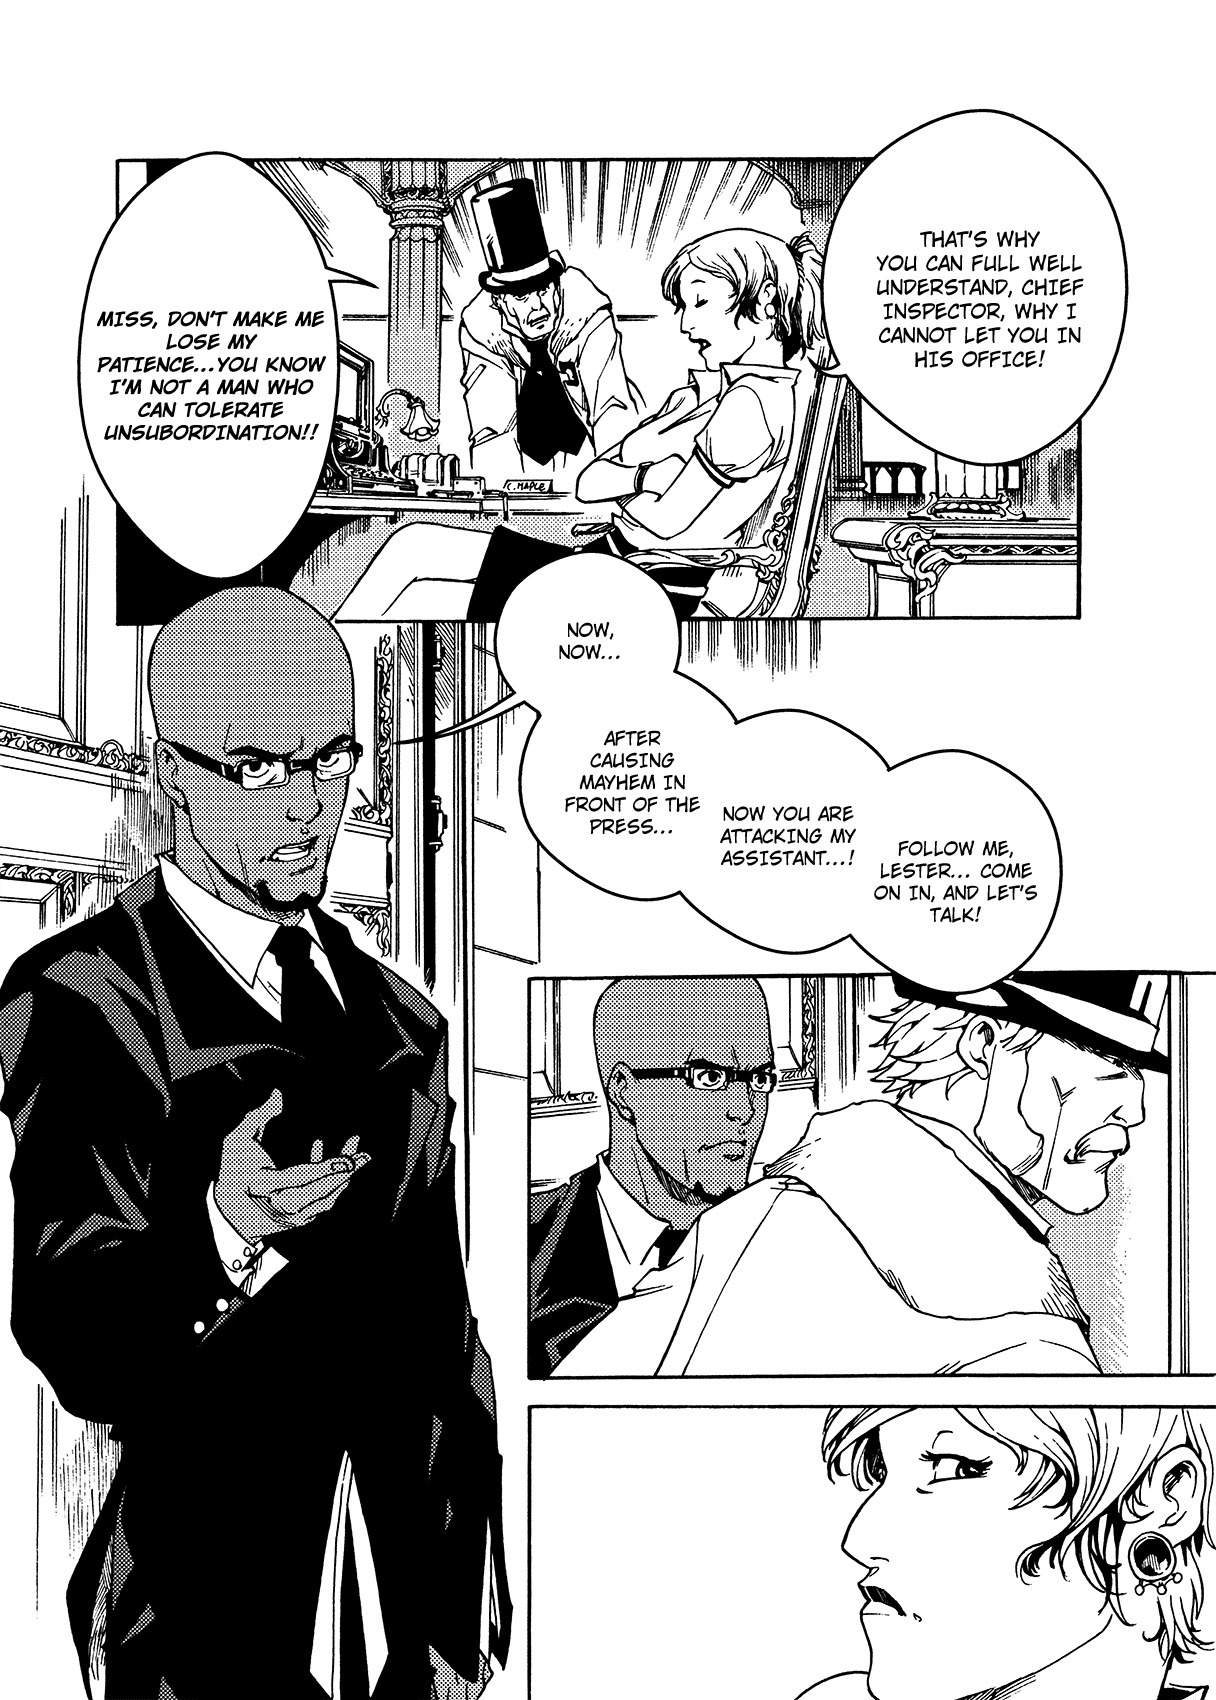 MISS, DON'T MAKE ME
LOSE MY
PATIENCE...YOU KNOW
I'M NOT A MAN WHO
CAN TOLERATE
UNSUBORDINATION!!
THAT'S WHY
YOU CAN FULL WELL
UNDERSTAND, CHIEF
INSPECTOR, WHY I
CANNOT LET YOU IN
HIS OFFICE!
C. MAPLE
NOW,
NOW...
AFTER
CAUSING
MAYHEM IN
FRONT OF THE
PRESS...
NOW YOU ARE
ATTACKING MY
ASSISTANT...!
FOLLOW ME,
LESTER... COME
ON IN, AND LET'S
TALK!